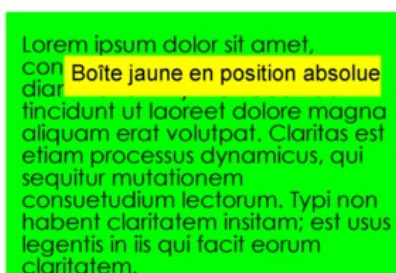 Lorem ipsum dolor sit amet,
con
Boîte jaune en position absolue
diar
tincidunt ut laoreet dolore magna
aliquam erat volutpat. Claritas est
etiam processus dynamicus, qui
sequitur mutationem
consuetudium lectorum. Typi non
habent claritatem insitam; est usus
legentis in iis qui facit eorum
claritatem.